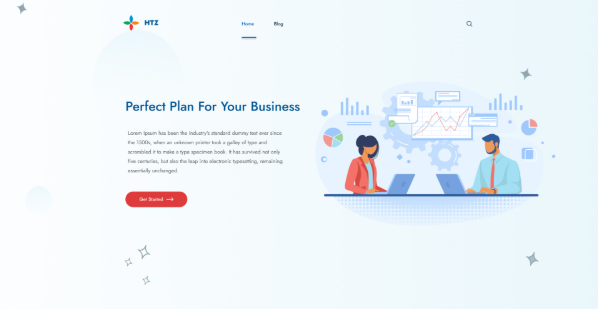 HTZ
Home
Blog
Perfect Plan For Your Business
Lorem Ipsum has been the industry's standard dummy text ever since
the 1500s, when an unknown printer took a galley of type and
scrambled it to make a type specimen book. It has survived not only
five centuries, but also the leap into electronic typesetting, remaining
essentially unchanged.
Get Started